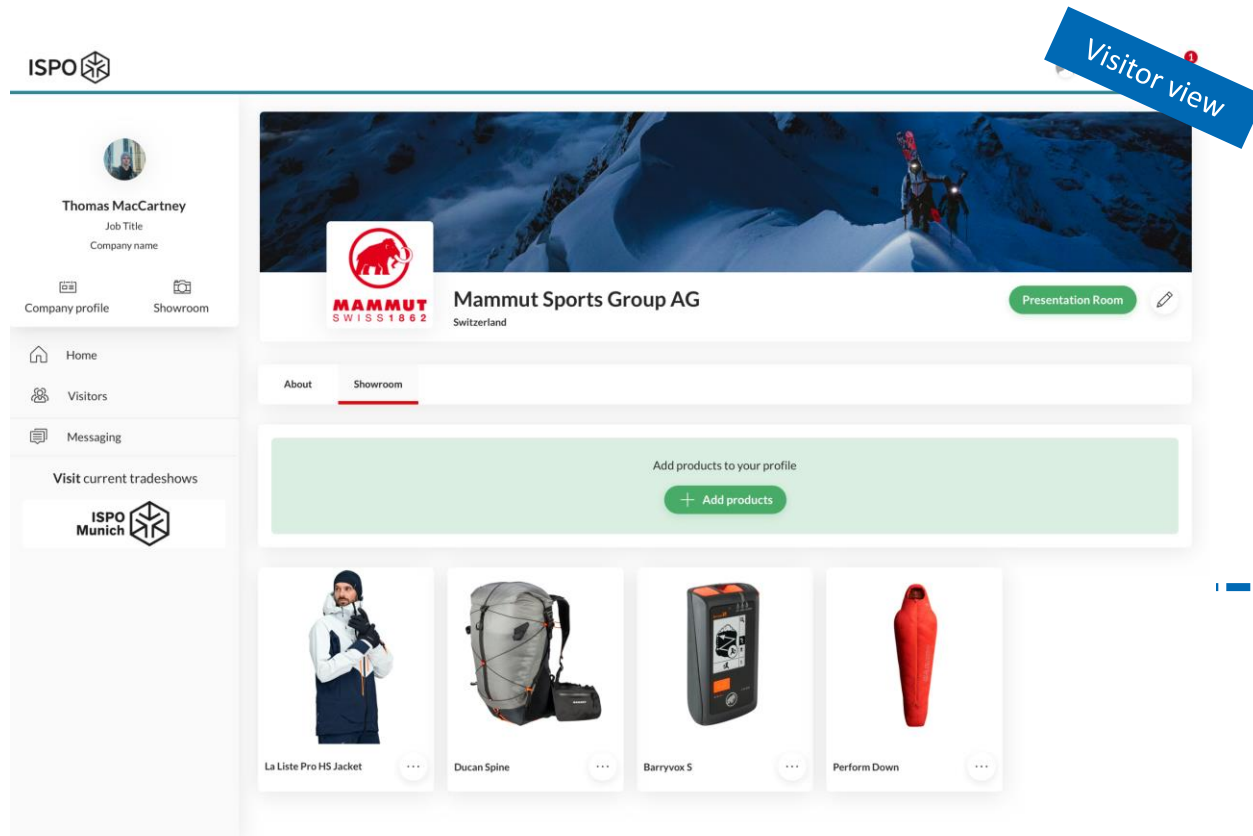 ISPO
Visitor view
1
Thomas MacCartney
Job Title
Company name
Company profile
Showroom
Home
Visitors
Messaging
Visit current tradeshows
ISPO
Munich
MAMMUT
SWISS 1862
Mammut Sports Group AG
Switzerland
Presentation Room
About
Showroom
Add products to your profile
+ Add products
La Liste Pro HS Jacket
...
Ducan Spine
...
Barryvox S
...
Perform Down
...